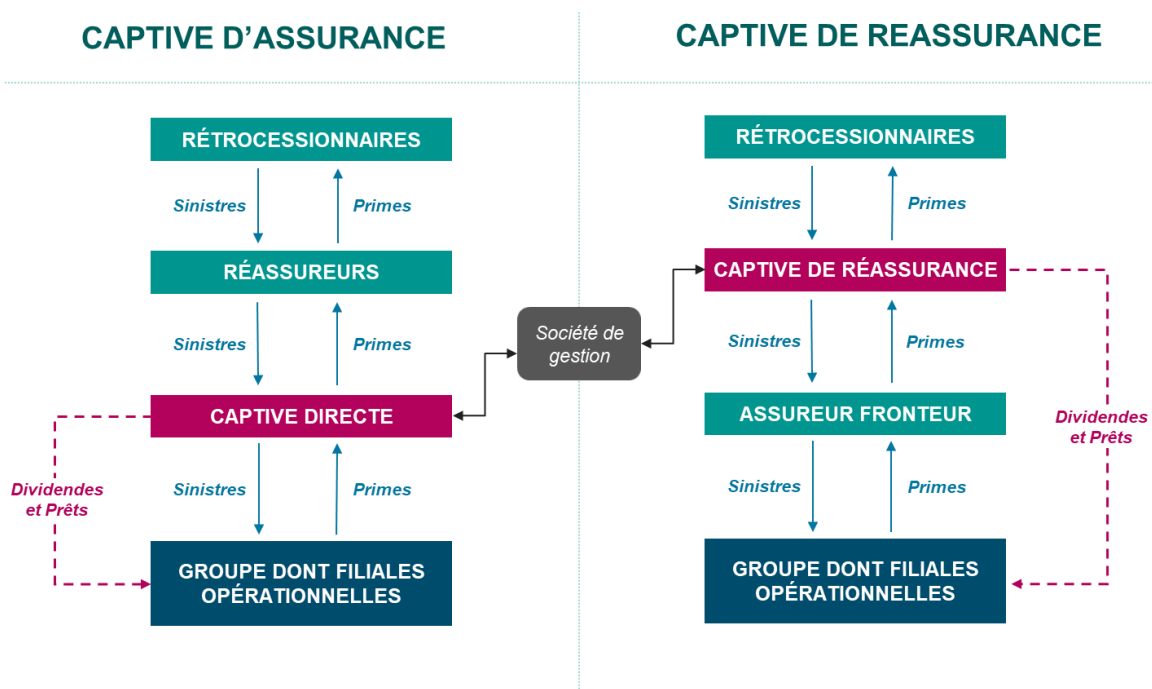 CAPTIVE D’ASSURANCE
RÉTROCESSIONNAIRES
Sinistres
Primes
RÉASSUREURS
Sinistres
Primes
CAPTIVE DIRECTE
Sinistres
Primes
Dividendes
et Prêts
GROUPE DONT FILIALES
OPÉRATIONNELLES
Société de
gestion
CAPTIVE DE REASSURANCE
RÉTROCESSIONNAIRES
Sinistres
Primes
CAPTIVE DE RÉASSURANCE
Sinistres
Primes
ASSUREUR FRONTEUR
Dividendes
et Prêts
Sinistres
Primes
GROUPE DONT FILIALES
OPÉRATIONNELLES